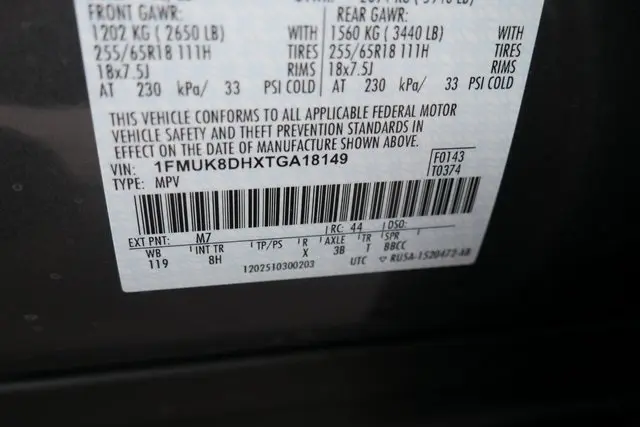 FRONT GAWR: REAR GAWR:
1202 KG ( 2650 LB) WITH 1560 KG ( 3440 LB) WITH
255/65R18 111H TIRES 255/65R18 111H TIRES
18x7.5J RIMS 18x7.5J RIMS
AT 230 kPa/ 33 PSI COLD AT 230 kPa/ 33 PSI COLD
THIS VEHICLE CONFORMS TO ALL APPLICABLE FEDERAL MOTOR
VEHICLE SAFETY AND THEFT PREVENTION STANDARDS IN
EFFECT ON THE DATE OF MANUFACTURE SHOWN ABOVE.
VIN: 1FMUK8DHXTGA18149 F0143
TYPE: MPV T0374
EXT PNT: M7 RC: 44 DSO:
WB INT TR TP/PS R AXLE TR SPR
119 8H X 3B T BBCC
1202510300203 UTC RUSA-1520472-AB